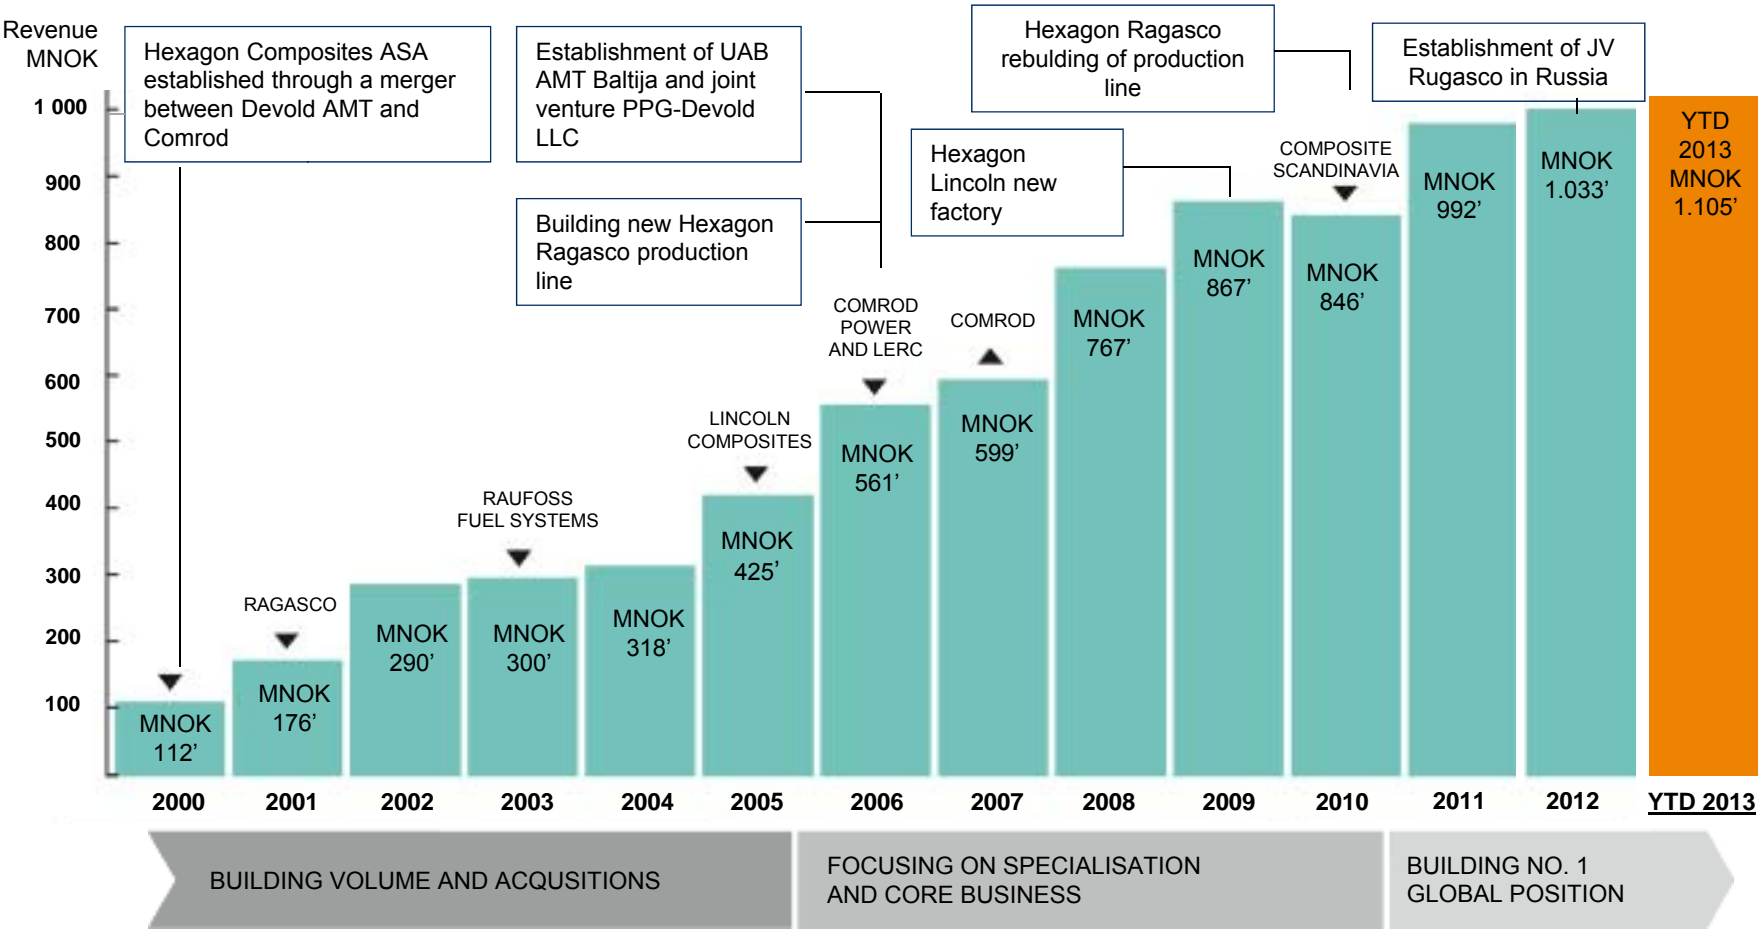 Revenue
MNOK
Hexagon Composites ASA
established through a merger
between Devold AMT and
Comrod
Establishment of UAB
AMT Baltija and joint
venture PPG-Devold
LLC
Building new Hexagon
Ragasco production
line
Hexagon Ragasco
rebulding of production
line
Hexagon
Lincoln new
factory
Establishment of JV
Rugasco in Russia
1 000
900
800
700
600
500
400
300
200
100
RAGASCO
RAUFOSS
FUEL SYSTEMS
LINCOLN
COMPOSITES
COMROD
POWER
AND LERC
COMROD
COMPOSITE
SCANDINAVIA
MNOK
112’
MNOK
176’
MNOK
290’
MNOK
300’
MNOK
318’
MNOK
425’
MNOK
561’
MNOK
599’
MNOK
767’
MNOK
867’
MNOK
846’
MNOK
992’
MNOK
1.033’
YTD
2013
MNOK
1.105’
2000
2001
2002
2003
2004
2005
2006
2007
2008
2009
2010
2011
2012
YTD 2013
BUILDING VOLUME AND ACQUSITIONS
FOCUSING ON SPECIALISATION
AND CORE BUSINESS
BUILDING NO. 1
GLOBAL POSITION